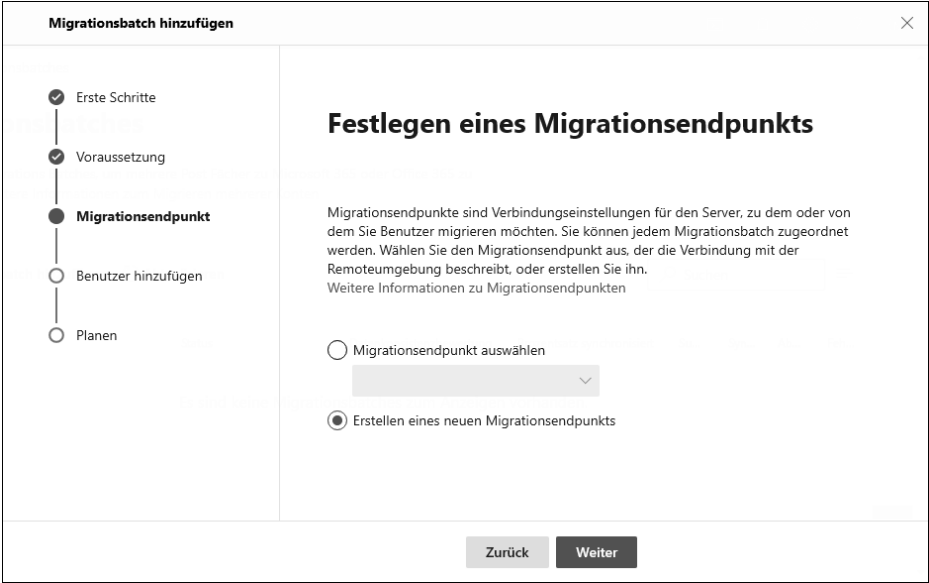 Migrationsbatch hinzufügen
Erste Schritte
Voraussetzung
Migrationsendpunkt
Benutzer hinzufügen
Planen
Festlegen eines Migrationsendpunkts
Migrationsendpunkte sind Verbindungseinstellungen für den Server, zu dem oder von
dem Sie Benutzer migrieren möchten. Sie können jedem Migrationsbatch zugeordnet
werden. Wählen Sie den Migrationsendpunkt aus, der die Verbindung mit der
Remoteumgebung beschreibt, oder erstellen Sie ihn.
Weitere Informationen zu Migrationsendpunkten
Migrationsendpunkt auswählen
Erstellen eines neuen Migrationsendpunkts
Zurück
Weiter